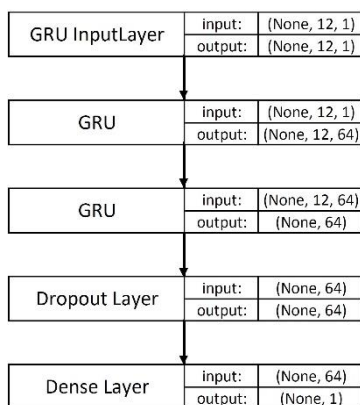 GRU InputLayer
input: (None, 12, 1)
output: (None, 12, 1)
GRU
input: (None, 12, 1)
output: (None, 12, 64)
GRU
input: (None, 12, 64)
output: (None, 64)
Dropout Layer
input: (None, 64)
output: (None, 64)
Dense Layer
input: (None, 64)
output: (None, 1)